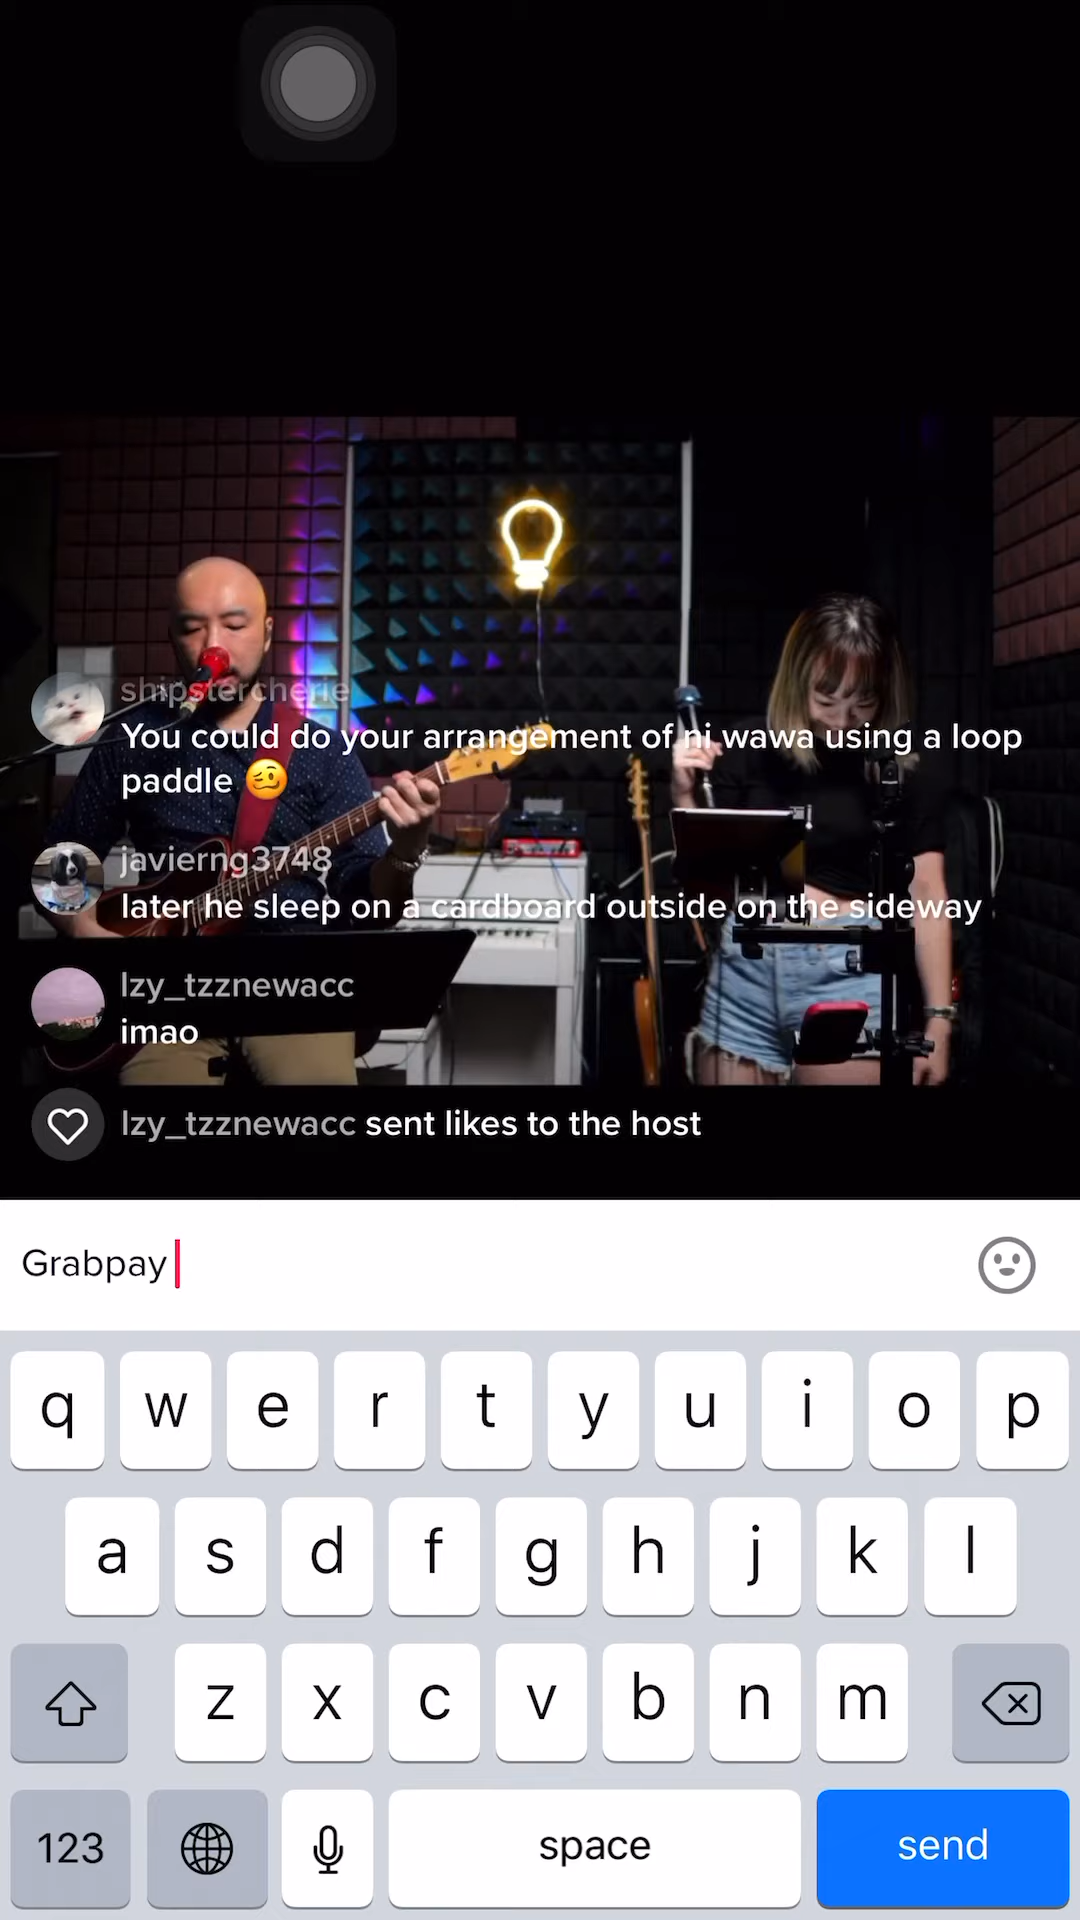 shipstercherie
You could do your arrangement of ni wawa using a loop
paddle 🥴
javierng3748
later he sleep on a cardboard outside on the sideway
lzy_tzznewacc
imao
lzy_tzznewacc sent likes to the host
Grabpay
q w e r t y u i o p
a s d f g h j k l
z x c v b n m
123 space send